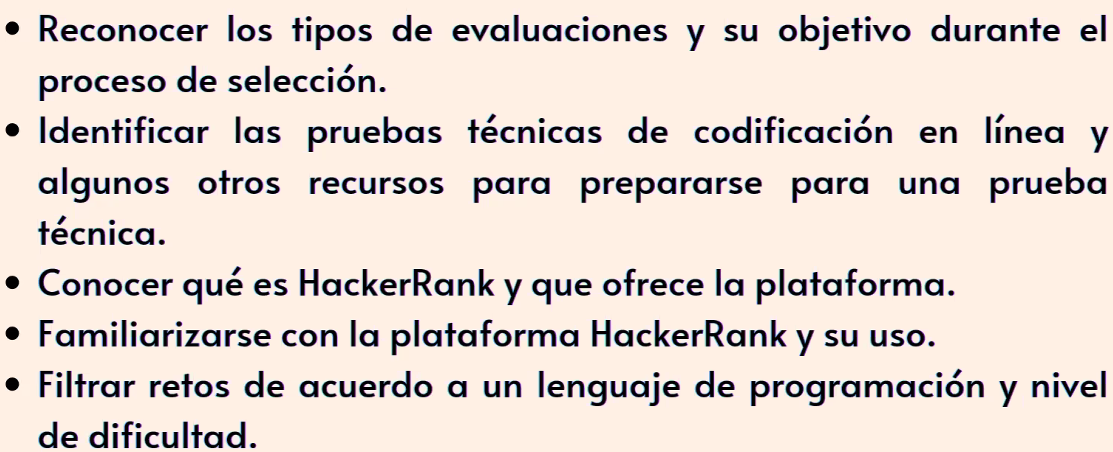 • Reconocer los tipos de evaluaciones y su objetivo durante el
proceso de selección.
• Identificar las pruebas técnicas de codificación en línea y
algunos otros recursos para prepararse para una prueba
técnica.
• Conocer qué es HackerRank y que ofrece la plataforma.
• Familiarizarse con la plataforma HackerRank y su uso.
• Filtrar retos de acuerdo a un lenguaje de programación y nivel
de dificultad.